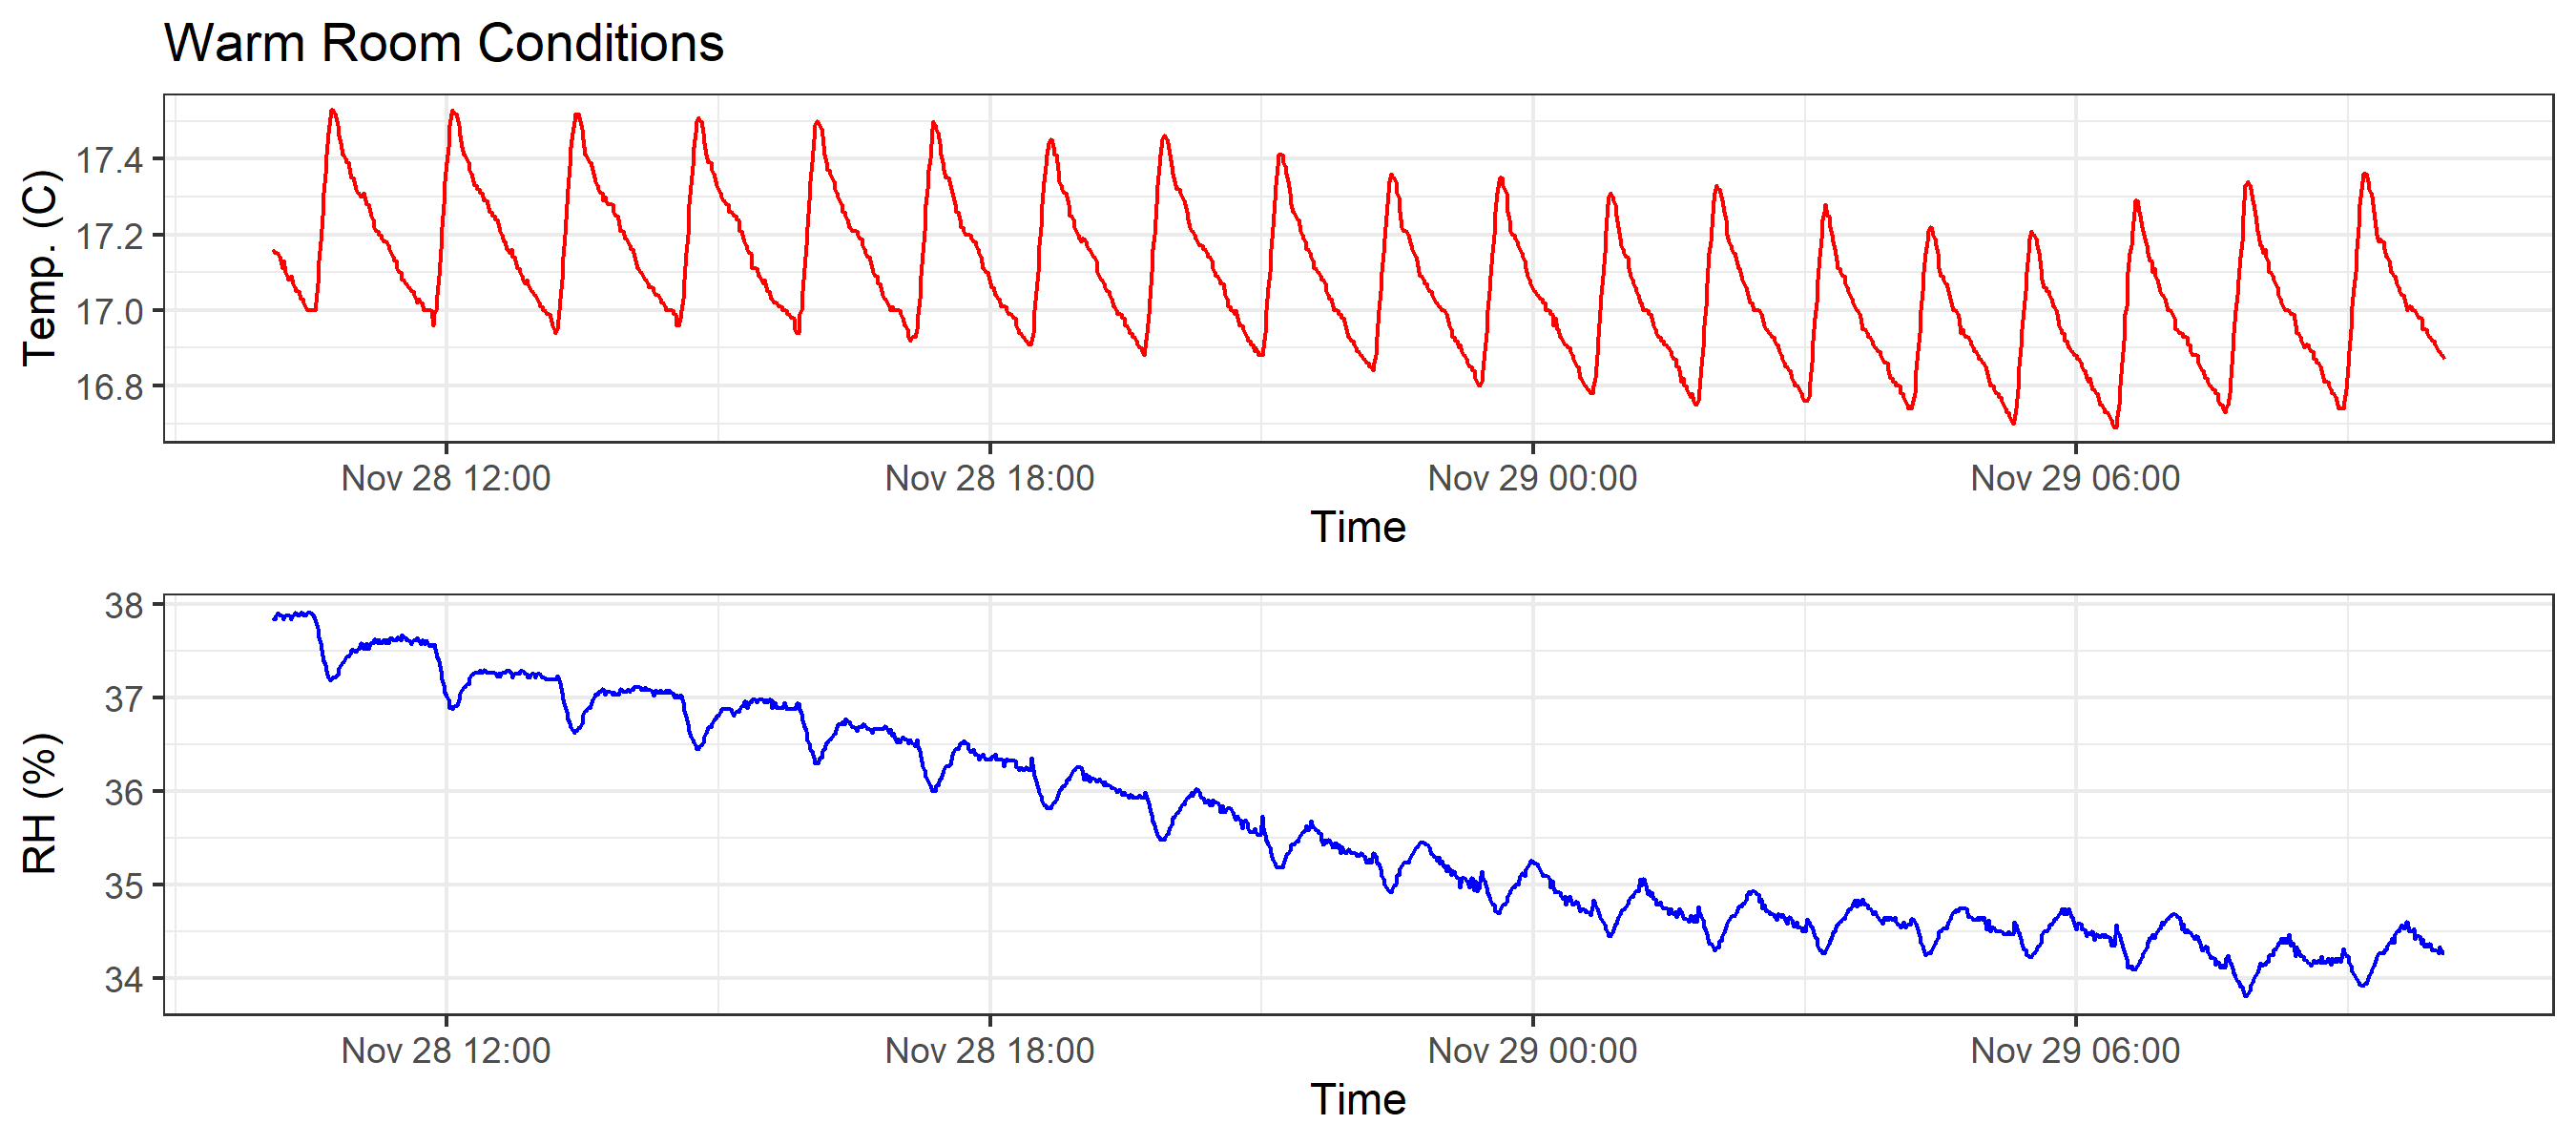 Warm Room Conditions
Temp. (C)
17.4
17.2
17.0
16.8
Nov 28 12:00 Nov 28 18:00 Nov 29 00:00 Nov 29 06:00
Time
RH (%)
38
37
36
35
34
Nov 28 12:00 Nov 28 18:00 Nov 29 00:00 Nov 29 06:00
Time